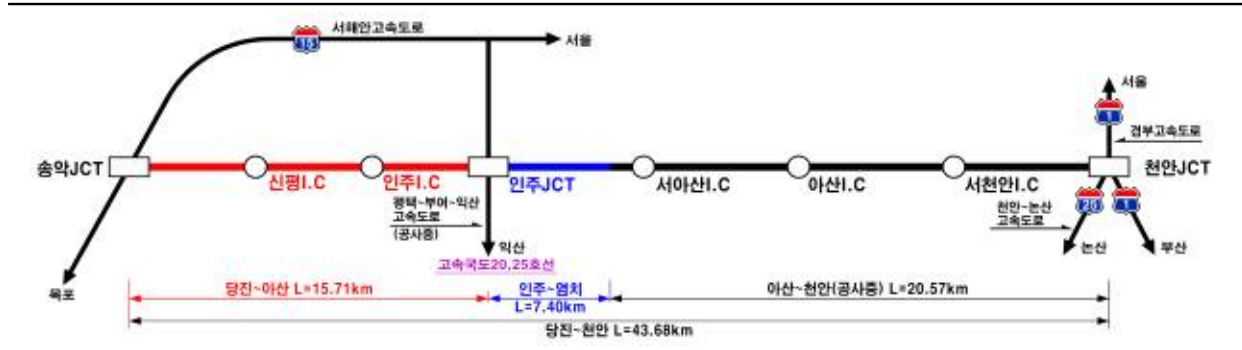 서해안고속도로
15
서울
서울
1
경부고속도로
송악JCT
신평I.C
인주I.C
인주JCT
서아산I.C
아산I.C
서천안I.C
천안JCT
평택~부여~익산
고속도로
(공사중)
천안~논산
고속도로
25
1
익산
논산
부산
고속국도20,25호선
목포
당진~아산 L=15.71km
인주~염치
L=7.40km
아산~천안(공사중) L=20.57km
당진~천안 L=43.68km